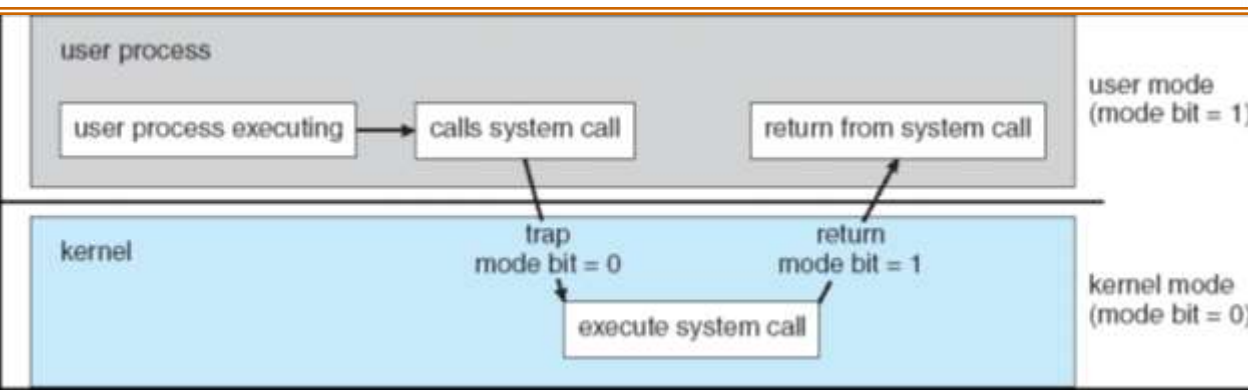 user process
user process executing
calls system call
return from system call
user mode
(mode bit = 1)
kernel
trap
mode bit = 0
return
mode bit = 1
execute system call
kernel mode
(mode bit = 0)